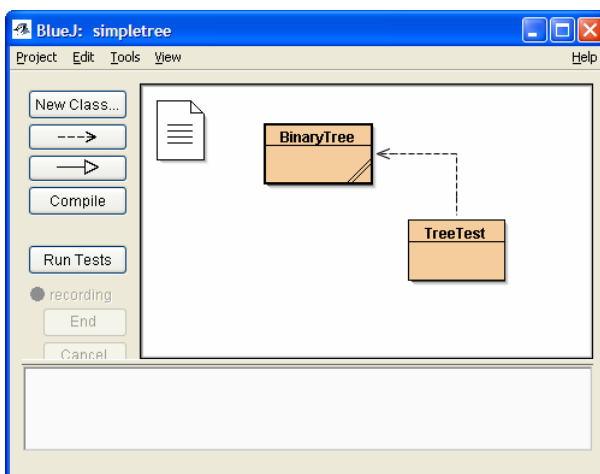 BlueJ: simpletree
Project Edit Tools View Help
New Class...
Compile
Run Tests
recording
End
Cancel
BinaryTree
TreeTest